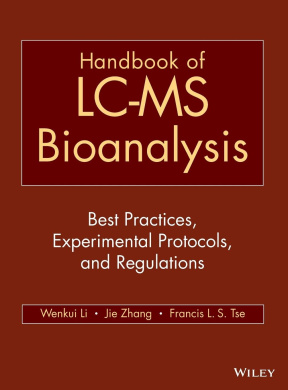 Handbook of
LC-MS
Bioanalysis
Best Practices,
Experimental Protocols,
and Regulations
Wenkui Li • Jie Zhang • Francis L. S. Tse
WILEY